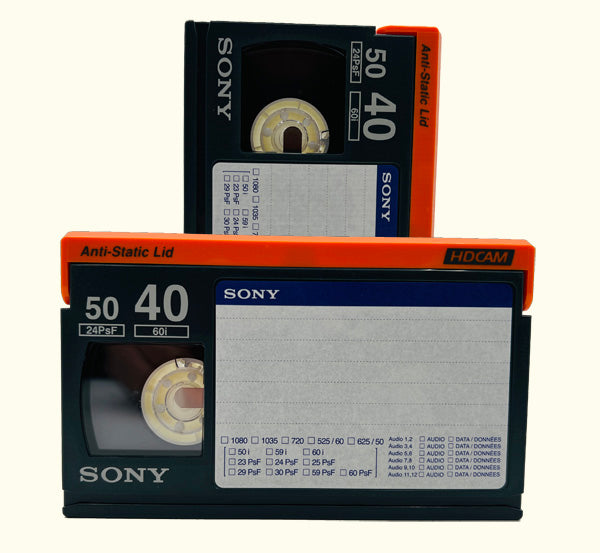 SONY
50
24PsF
40
60i
Anti-Static Lid
SONY
1080 1035 7
50 i 59 i
23 PsF 24 PsF
29 PsF 30 PsF
Anti-Static Lid HDCAM
50 40
24PsF 60i
SONY
SONY
1080 1035 720 525 / 60 625 / 50
50 i 59 i 60 i
23 PsF 24 PsF 25 PsF
29 PsF 30 PsF 59 PsF 60 PsF
Audio 1,2 AUDIO DATA / DONNÉES
Audio 3,4 AUDIO DATA / DONNÉES
Audio 5,6 AUDIO DATA / DONNÉES
Audio 7,8 AUDIO DATA / DONNÉES
Audio 9,10 AUDIO DATA / DONNÉES
Audio 11,12 AUDIO DATA / DONNÉES